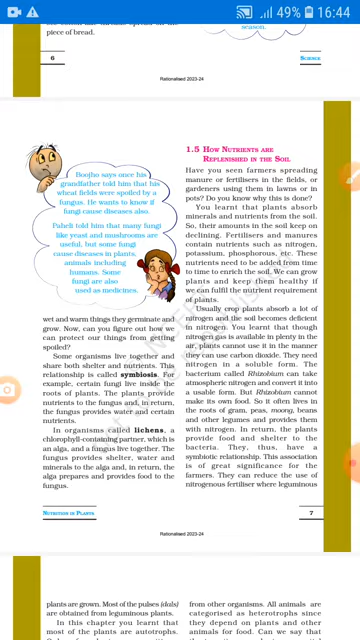 49% 16:44
piece of bread.
season.
6
SCIENCE
Rationalised 2023-24
Boojho says once his
grandfather told him that his
wheat fields were spoiled by a
fungus. He wants to know if
fungi cause diseases also.
Paheli told him that many fungi
like yeast and mushrooms are
useful, but some fungi
cause diseases in plants,
animals including
humans. Some
fungi are also
used as medicines.
wet and warm things they germinate and
grow. Now, can you figure out how we
can protect our things from getting
spoiled?
Some organisms live together and
share both shelter and nutrients. This
relationship is called symbiosis. For
example, certain fungi live inside the
roots of plants. The plants provide
nutrients to the fungus and, in return,
the fungus provides water and certain
nutrients.
In organisms called lichens, a
chlorophyll-containing partner, which is
an alga, and a fungus live together. The
fungus provides shelter, water and
minerals to the alga and, in return, the
alga prepares and provides food to the
fungus.
1.5 HOW NUTRIENTS ARE
REPLENISHED IN THE SOIL
Have you seen farmers spreading
manure or fertilisers in the fields, or
gardeners using them in lawns or in
pots? Do you know why this is done?
You learnt that plants absorb
minerals and nutrients from the soil.
So, their amounts in the soil keep on
declining. Fertilisers and manures
contain nutrients such as nitrogen,
potassium, phosphorous, etc. These
nutrients need to be added from time
to time to enrich the soil. We can grow
plants and keep them healthy if
we can fulfil the nutrient requirement
of plants.
Usually crop plants absorb a lot of
nitrogen and the soil becomes deficient
in nitrogen. You learnt that though
nitrogen gas is available in plenty in the
air, plants cannot use it in the manner
they can use carbon dioxide. They need
nitrogen in a soluble form. The
bacterium called Rhizobium can take
atmospheric nitrogen and convert it into
a usable form. But Rhizobium cannot
make its own food. So it often lives in
the roots of gram, peas, moong, beans
and other legumes and provides them
with nitrogen. In return, the plants
provide food and shelter to the
bacteria. They, thus, have a
symbiotic relationship. This association
is of great significance for the
farmers. They can reduce the use of
nitrogenous fertiliser where leguminous
NUTRITION IN PLANTS
7
Rationalised 2023-24
plants are grown. Most of the pulses (dals)
are obtained from leguminous plants.
In this chapter you learnt that
most of the plants are autotrophs.
from other organisms. All animals are
categorised as heterotrophs since
they depend on plants and other
animals for food. Can we say that